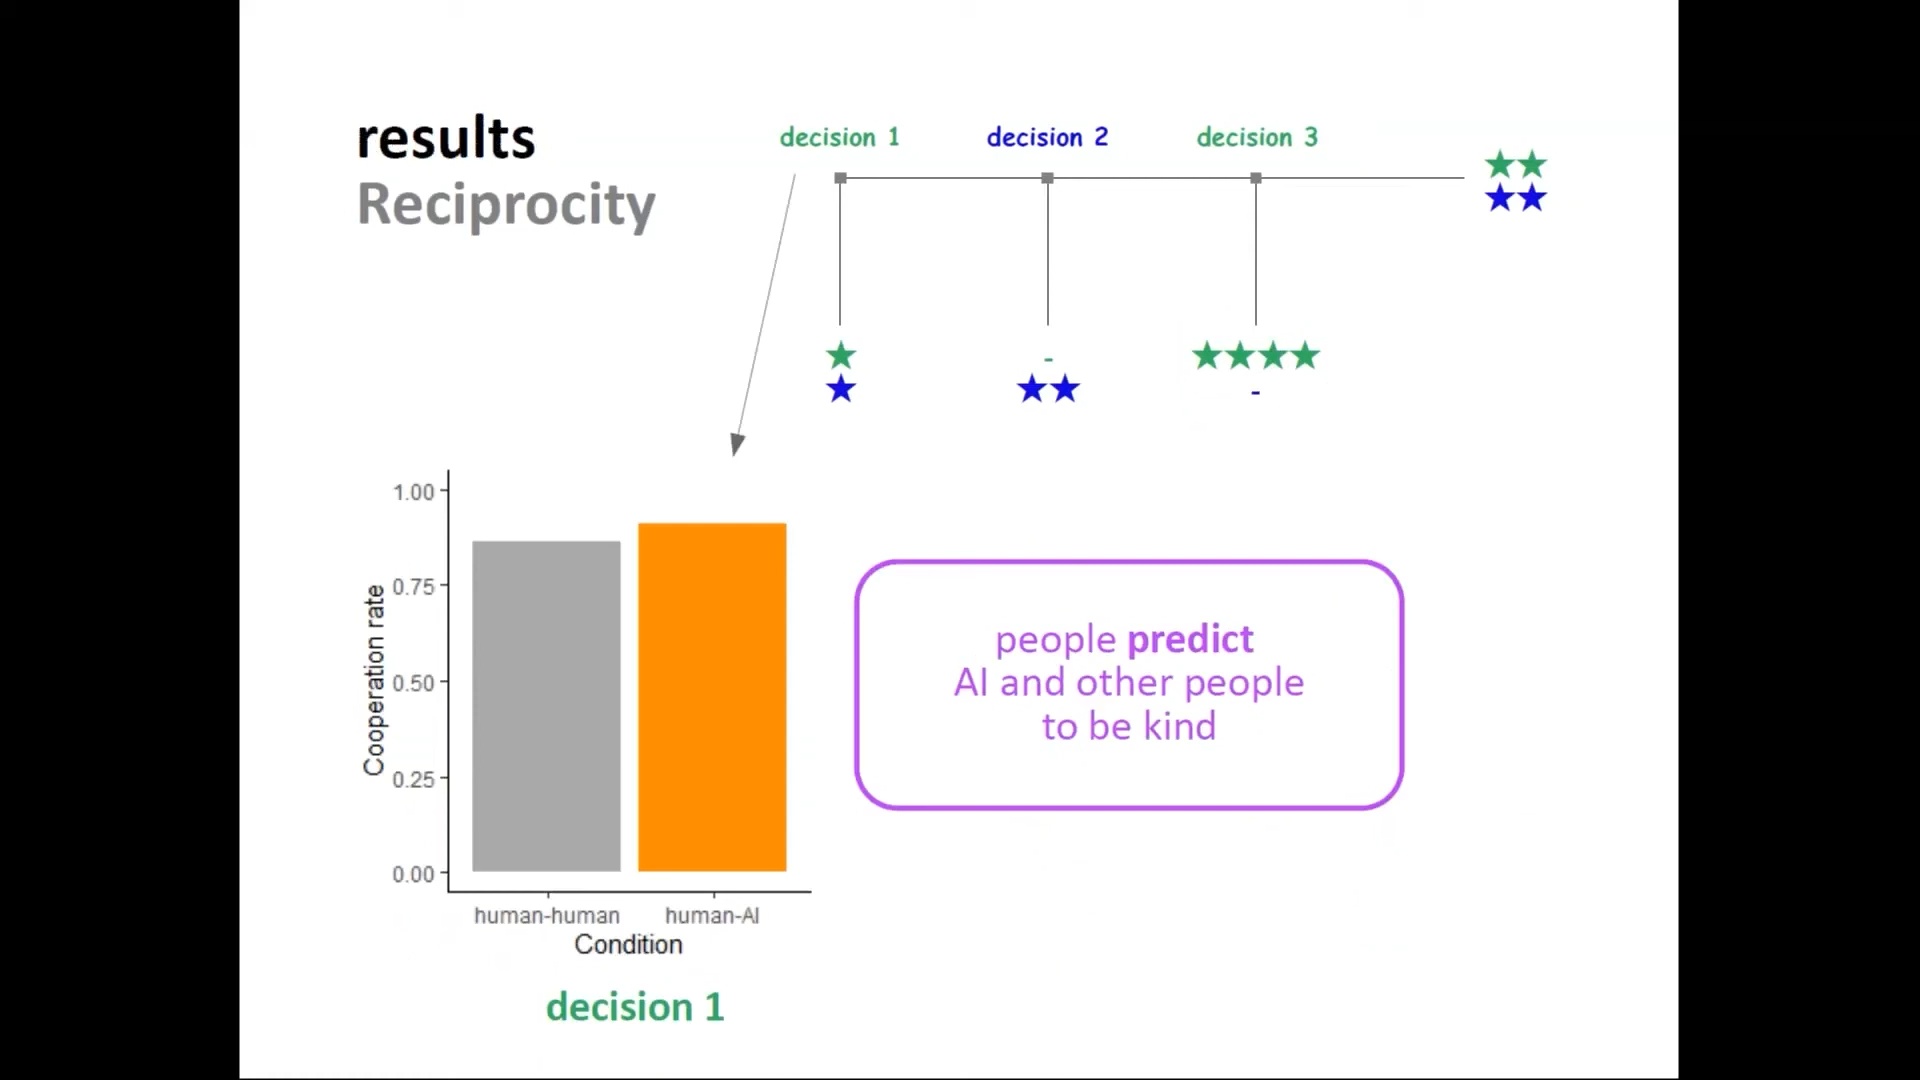 results
Reciprocity
decision 1
decision 2
decision 3
-
-
1.00
0.75
0.50
0.25
0.00
Cooperation rate
human-human
human-AI
Condition
decision 1
people predict
AI and other people
to be kind